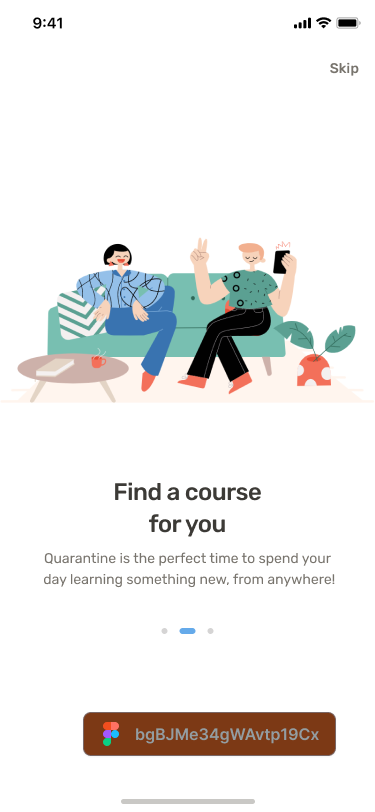 9:41
Skip
Find a course
for you
Quarantine is the perfect time to spend your
day learning something new, from anywhere!
bgBJMe34gWAvtp19Cx